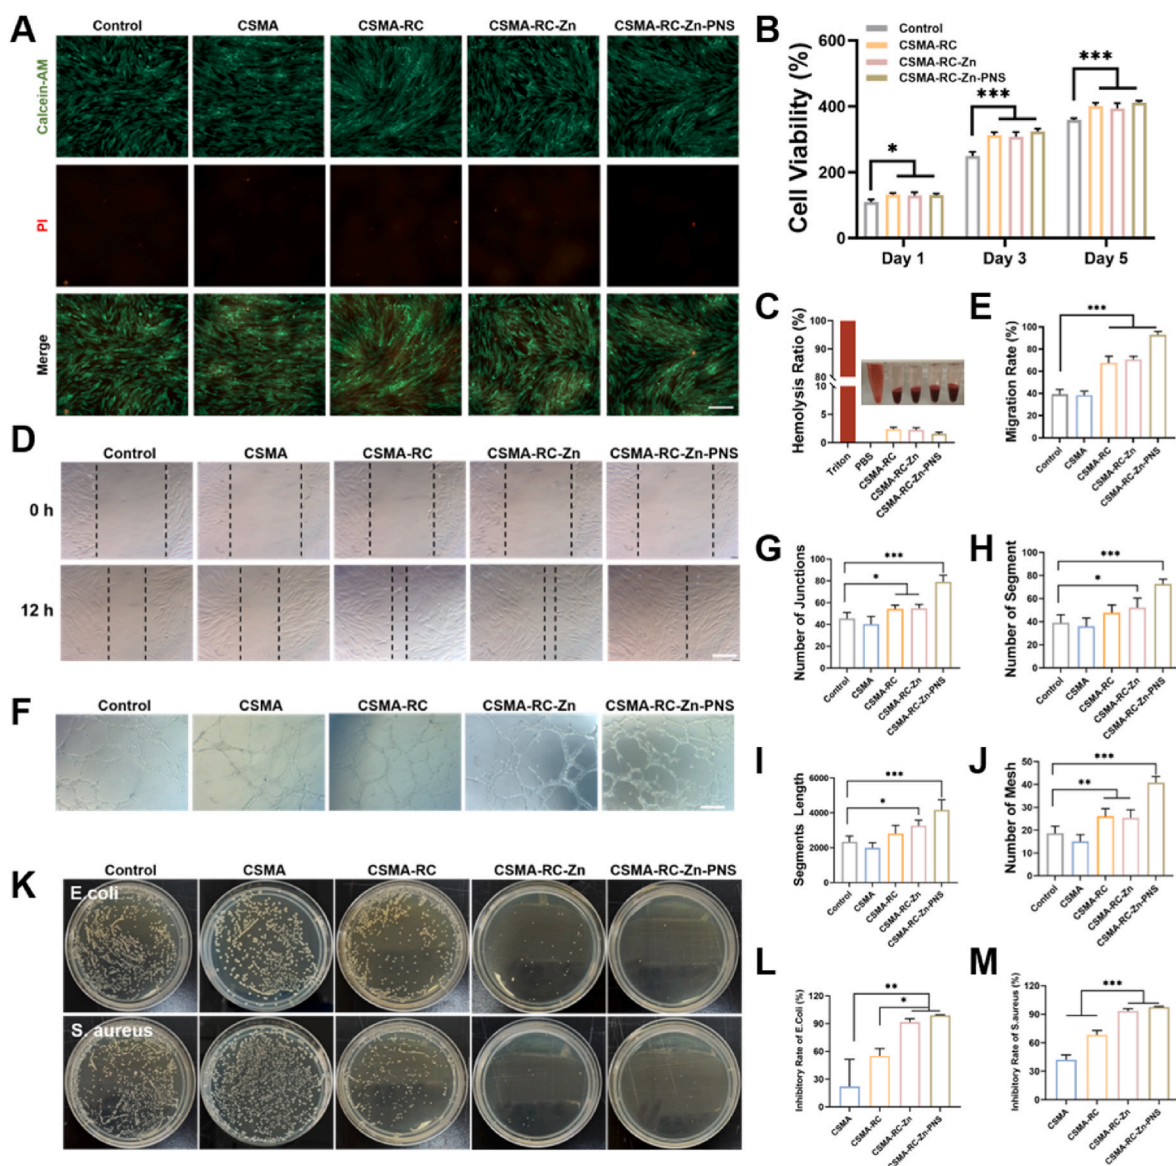 A
Control
CSMA
CSMA-RC
CSMA-RC-Zn
CSMA-RC-Zn-PNS
Calcein-AM
PI
Merge
B
Control
CSMA-RC
CSMA-RC-Zn
CSMA-RC-Zn-PNS
Cell Viability (%)
600
400
200
0
*
***
***
Day 1
Day 3
Day 5
C
Hemolysis Ratio (%)
100
90
80
10
5
0
Triton
PBS
CSMA-RC
CSMA-RC-Zn
CSMA-RC-Zn-PNS
E
Migration Rate (%)
100
80
60
40
20
0
***
Control
CSMA
CSMA-RC
CSMA-RC-Zn
CSMA-RC-Zn-PNS
D
Control
CSMA
CSMA-RC
CSMA-RC-Zn
CSMA-RC-Zn-PNS
0 h
12 h
G
Number of Junctions
100
80
60
40
20
0
***
*
Control
CSMA
CSMA-RC
CSMA-RC-Zn
CSMA-RC-Zn-PNS
H
Number of Segment
100
80
60
40
20
0
***
*
Control
CSMA
CSMA-RC
CSMA-RC-Zn
CSMA-RC-Zn-PNS
F
Control
CSMA
CSMA-RC
CSMA-RC-Zn
CSMA-RC-Zn-PNS
I
Segments Length
6000
4000
2000
0
***
*
Control
CSMA
CSMA-RC
CSMA-RC-Zn
CSMA-RC-Zn-PNS
J
Number of Mesh
50
40
30
20
10
0
***
**
Control
CSMA
CSMA-RC
CSMA-RC-Zn
CSMA-RC-Zn-PNS
K
Control
CSMA
CSMA-RC
CSMA-RC-Zn
CSMA-RC-Zn-PNS
E.coli
S. aureus
L
Inhibitory Rate of E.Coli (%)
120
90
60
30
0
**
*
CSMA
CSMA-RC
CSMA-RC-Zn
CSMA-RC-Zn-PNS
M
Inhibitory Rate of S.aureus (%)
120
90
60
30
0
***
CSMA
CSMA-RC
CSMA-RC-Zn
CSMA-RC-Zn-PNS